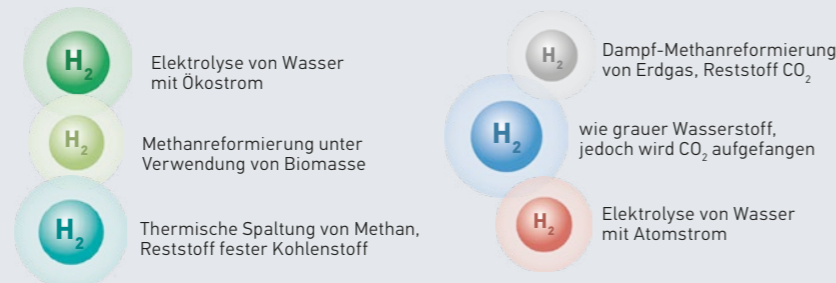 H2
Elektrolyse von Wasser
mit Ökostrom
H2
Methanreformierung unter
Verwendung von Biomasse
H2
Thermische Spaltung von Methan,
Reststoff fester Kohlenstoff
H2
Dampf-Methanreformierung
von Erdgas, Reststoff CO2
H2
wie grauer Wasserstoff,
jedoch wird CO2 aufgefangen
H2
Elektrolyse von Wasser
mit Atomstrom